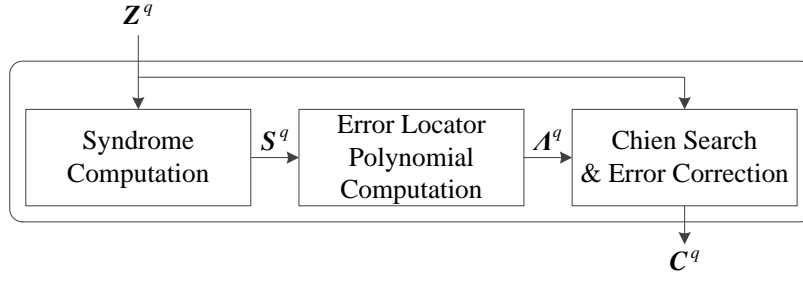 Z^q
Syndrome
Computation
S^q
Error Locator
Polynomial
Computation
Λ^q
Chien Search
& Error Correction
C^q